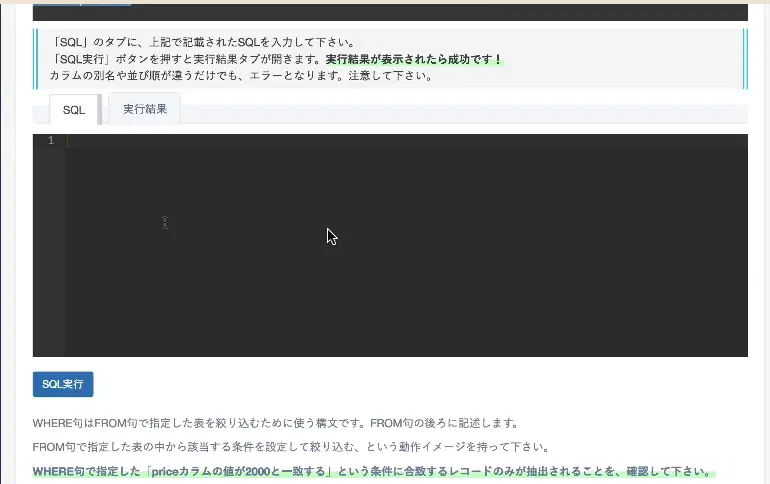 「SQL」のタブに、上記で記載されたSQLを入力して下さい。
「SQL実行」ボタンを押すと実行結果タブが開きます。実行結果が表示されたら成功です！
カラムの別名や並び順が違うだけでも、エラーとなります。注意して下さい。
SQL 実行結果
1
SQL実行
WHERE句はFROM句で指定した表を絞り込むために使う構文です。FROM句の後ろに記述します。
FROM句で指定した表の中から該当する条件を設定して絞り込む、という動作イメージを持って下さい。
WHERE句で指定した「priceカラムの値が2000と一致する」という条件に合致するレコードのみが抽出されることを、確認して下さい。